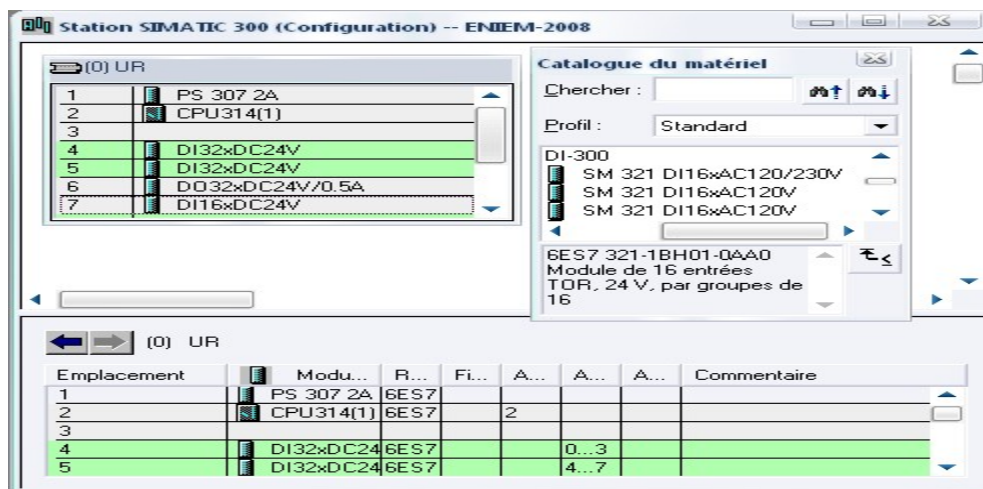 Station SIMATIC 300 (Configuration) -- ENIEM-2008
(0) UR
1 PS 307 2A
2 CPU314(1)
3
4 DI32xDC24V
5 DI32xDC24V
6 DO32xDC24V/0.5A
7 DI16xDC24V
Catalogue du matériel
Chercher :
Profil : Standard
DI-300
SM 321 DI16xAC120/230V
SM 321 DI16xAC120V
SM 321 DI16xAC120V
6ES7 321-1BH01-0AA0
Module de 16 entrées
TOR, 24 V, par groupes de
16
(0) UR
Emplacement Modu... R... Fi... A... A... A... Commentaire
1 PS 307 2A 6ES7
2 CPU314(1) 6ES7 2
3
4 DI32xDC24 6ES7 0...3
5 DI32xDC24 6ES7 4...7